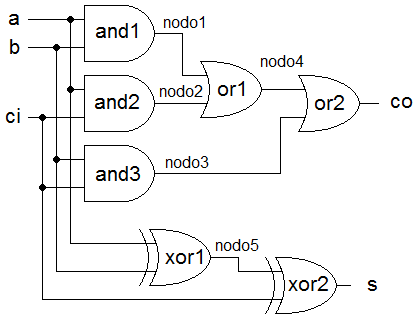 a and1 nodo1
b
nodo4
ci and2 nodo2 or1 or2 co
and3 nodo3
xor1 nodo5
xor2 s